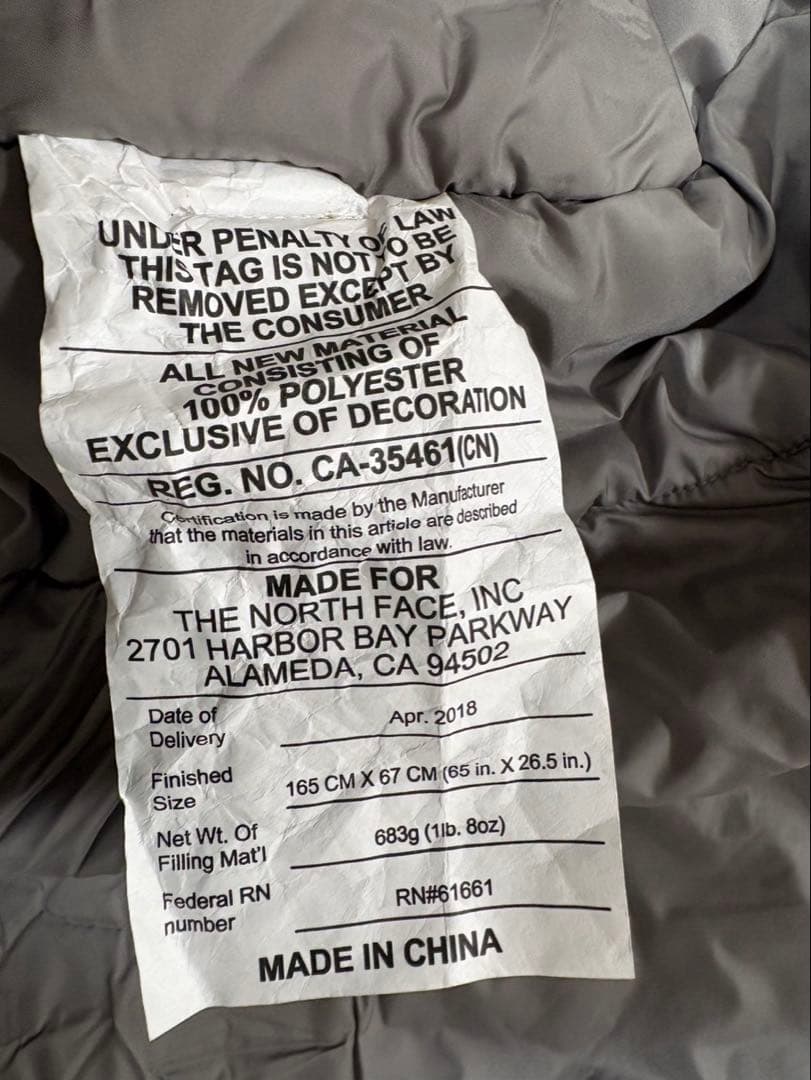 UNDER PENALTY OF LAW
THIS TAG IS NOT TO BE
REMOVED EXCEPT BY
THE CONSUMER
ALL NEW MATERIAL
CONSISTING OF
100% POLYESTER
EXCLUSIVE OF DECORATION
REG. NO. CA-35461(CN)
Certification is made by the Manufacturer
that the materials in this article are described
in accordance with law.
MADE FOR
THE NORTH FACE, INC
2701 HARBOR BAY PARKWAY
ALAMEDA, CA 94502
Date of
Delivery
Apr. 2018
Finished
Size
165 CM X 67 CM (65 in. X 26.5 in.)
Net Wt. Of
Filling Mat'l
683g (1lb. 8oz)
Federal RN
number
RN#61661
MADE IN CHINA